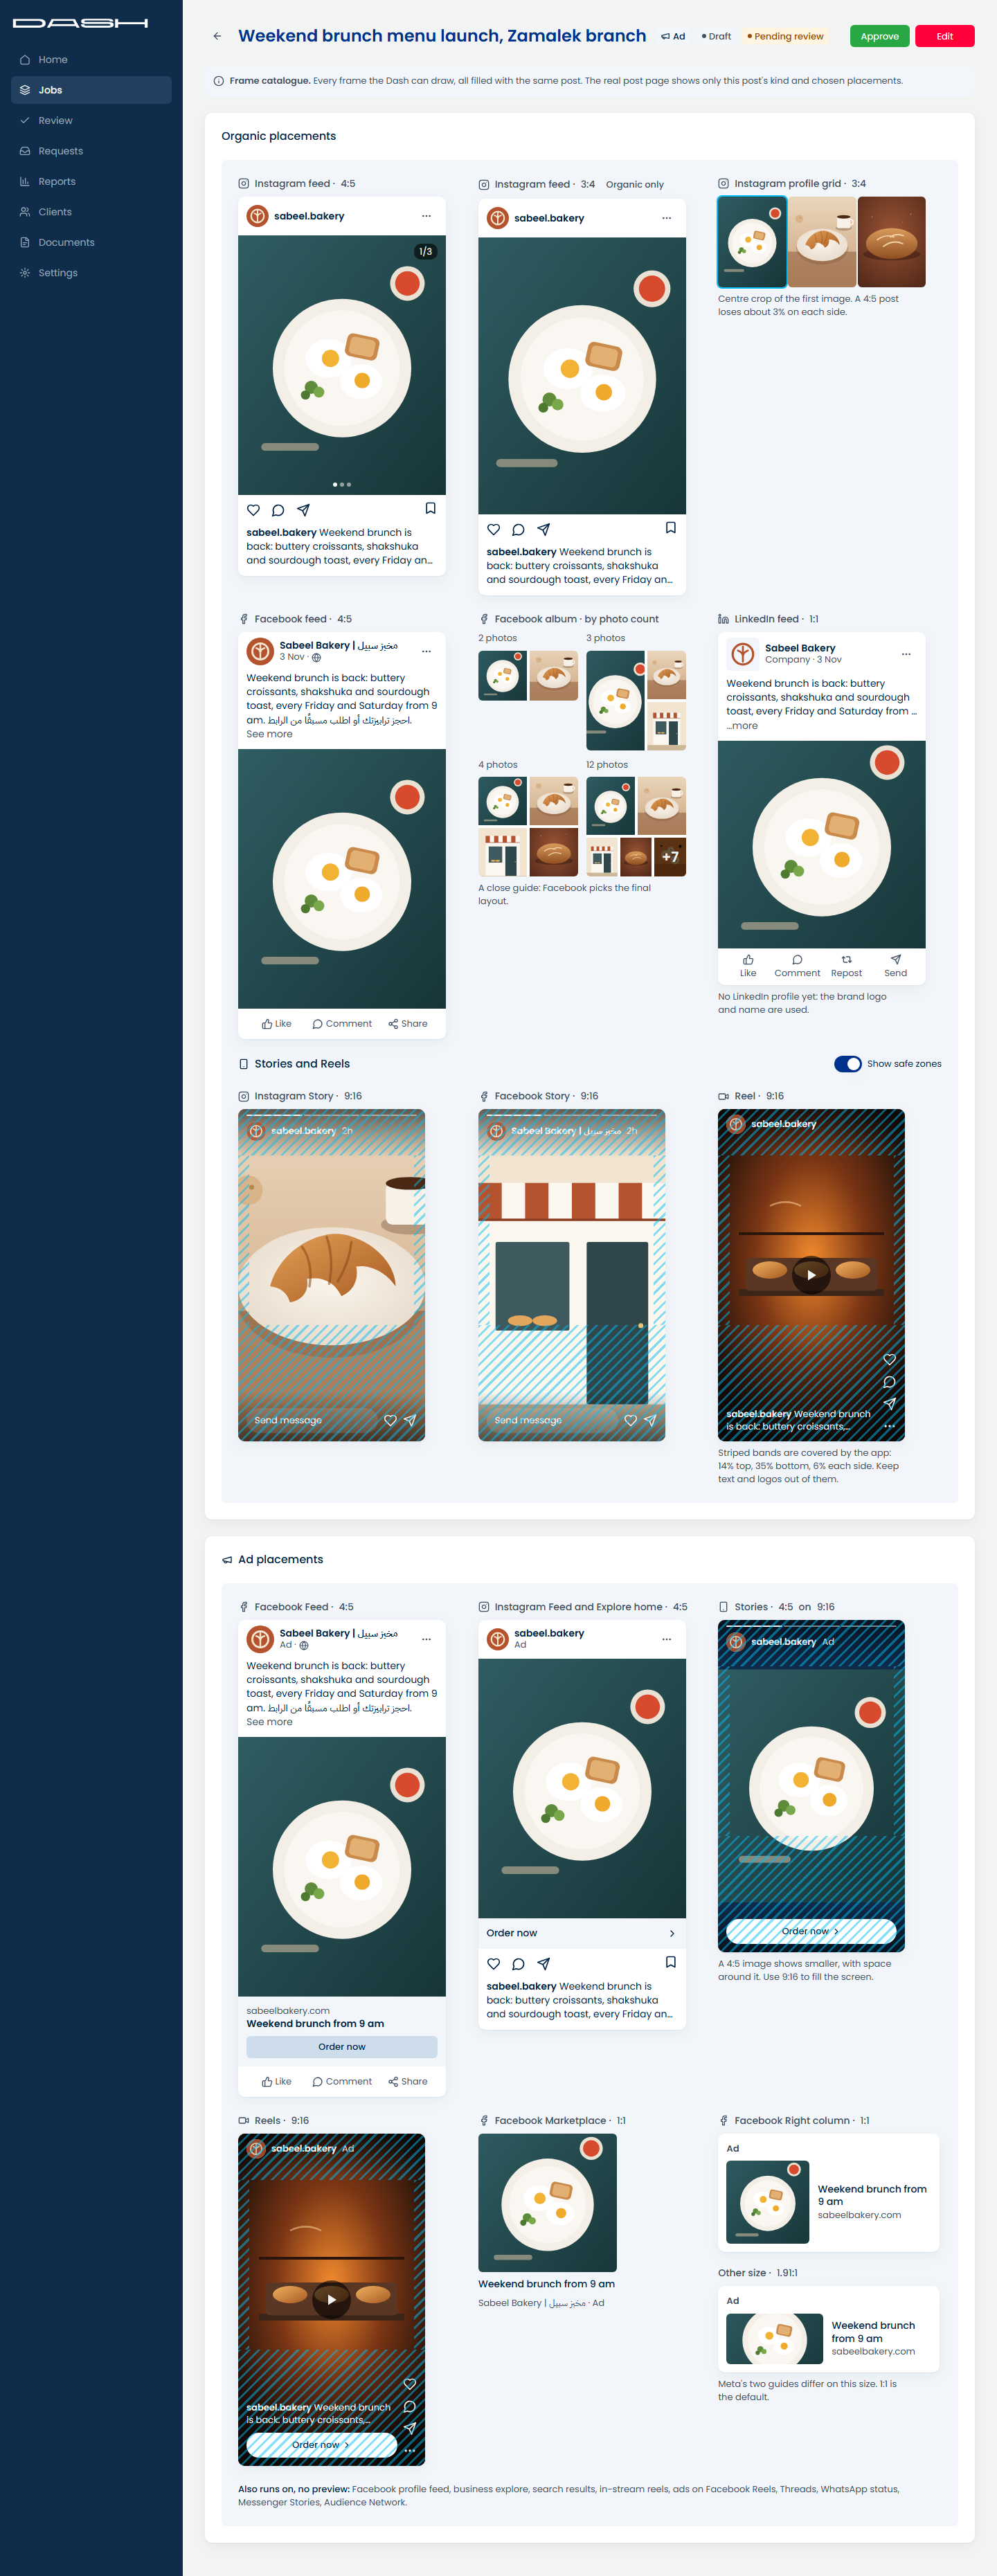 DASH
Home
Jobs
Review
Requests
Reports
Clients
Documents
Settings
Weekend brunch menu launch, Zamalek branch
Ad
Draft
Pending review
Approve
Edit
Frame catalogue. Every frame the Dash can draw, all filled with the same post. The real post page shows only this post's kind and chosen placements.
Organic placements
Instagram feed · 4:5
sabeel.bakery
1/3
sabeel.bakery Weekend brunch is
back: buttery croissants, shakshuka
and sourdough toast, every Friday an...
Instagram feed · 3:4 Organic only
sabeel.bakery
sabeel.bakery Weekend brunch is
back: buttery croissants, shakshuka
and sourdough toast, every Friday an...
Instagram profile grid · 3:4
Centre crop of the first image. A 4:5 post
loses about 3% on each side.
Facebook feed · 4:5
Sabeel Bakery | مخبز سبيل
3 Nov ·
Weekend brunch is back: buttery
croissants, shakshuka and sourdough
toast, every Friday and Saturday from 9
am. احجز ترابيزتك أو اطلب مسبقًا من الرابط.
See more
Like
Comment
Share
Facebook album · by photo count
2 photos
3 photos
4 photos
12 photos
+7
A close guide: Facebook picks the final
layout.
LinkedIn feed · 1:1
Sabeel Bakery
Company · 3 Nov
Weekend brunch is back: buttery
croissants, shakshuka and sourdough
toast, every Friday and Saturday from ...
...more
Like
Comment
Repost
Send
No LinkedIn profile yet: the brand logo
and name are used.
Stories and Reels
Show safe zones
Instagram Story · 9:16
sabeel.bakery 2h
Send message
Facebook Story · 9:16
Sabeel Bakery | مخبز سبيل 2h
Send message
Reel · 9:16
sabeel.bakery
sabeel.bakery Weekend brunch
is back: buttery croissants,...
Striped bands are covered by the app:
14% top, 35% bottom, 6% each side. Keep
text and logos out of them.
Ad placements
Facebook Feed · 4:5
Sabeel Bakery | مخبز سبيل
Ad ·
Weekend brunch is back: buttery
croissants, shakshuka and sourdough
toast, every Friday and Saturday from 9
am. احجز ترابيزتك أو اطلب مسبقًا من الرابط.
See more
sabeelbakery.com
Weekend brunch from 9 am
Order now
Like
Comment
Share
Instagram Feed and Explore home · 4:5
sabeel.bakery
Ad
Order now
sabeel.bakery Weekend brunch is
back: buttery croissants, shakshuka
and sourdough toast, every Friday an...
Stories · 4:5 on 9:16
sabeel.bakery Ad
Order now
A 4:5 image shows smaller, with space
around it. Use 9:16 to fill the screen.
Reels · 9:16
sabeel.bakery Ad
sabeel.bakery Weekend brunch
is back: buttery croissants,...
Order now
Facebook Marketplace · 1:1
Weekend brunch from 9 am
Sabeel Bakery | مخبز سبيل · Ad
Facebook Right column · 1:1
Ad
Weekend brunch from
9 am
sabeelbakery.com
Other size · 1.91:1
Ad
Weekend brunch
from 9 am
sabeelbakery.com
Meta's two guides differ on this size. 1:1 is
the default.
Also runs on, no preview: Facebook profile feed, business explore, search results, in-stream reels, ads on Facebook Reels, Threads, WhatsApp status,
Messenger Stories, Audience Network.